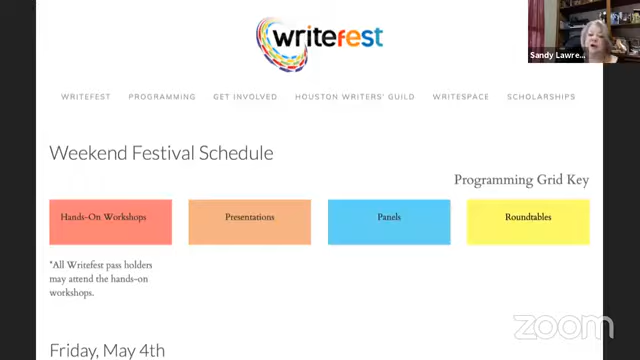 writefest
Sandy Lawre...
WRITEFEST PROGRAMMING GET INVOLVED HOUSTON WRITERS' GUILD WRITESPACE SCHOLARSHIPS
Weekend Festival Schedule
Programming Grid Key
Hands-On Workshops Presentations Panels Roundtables
*All Writefest pass holders
may attend the hands-on
workshops.
zoom
Friday, May 4th